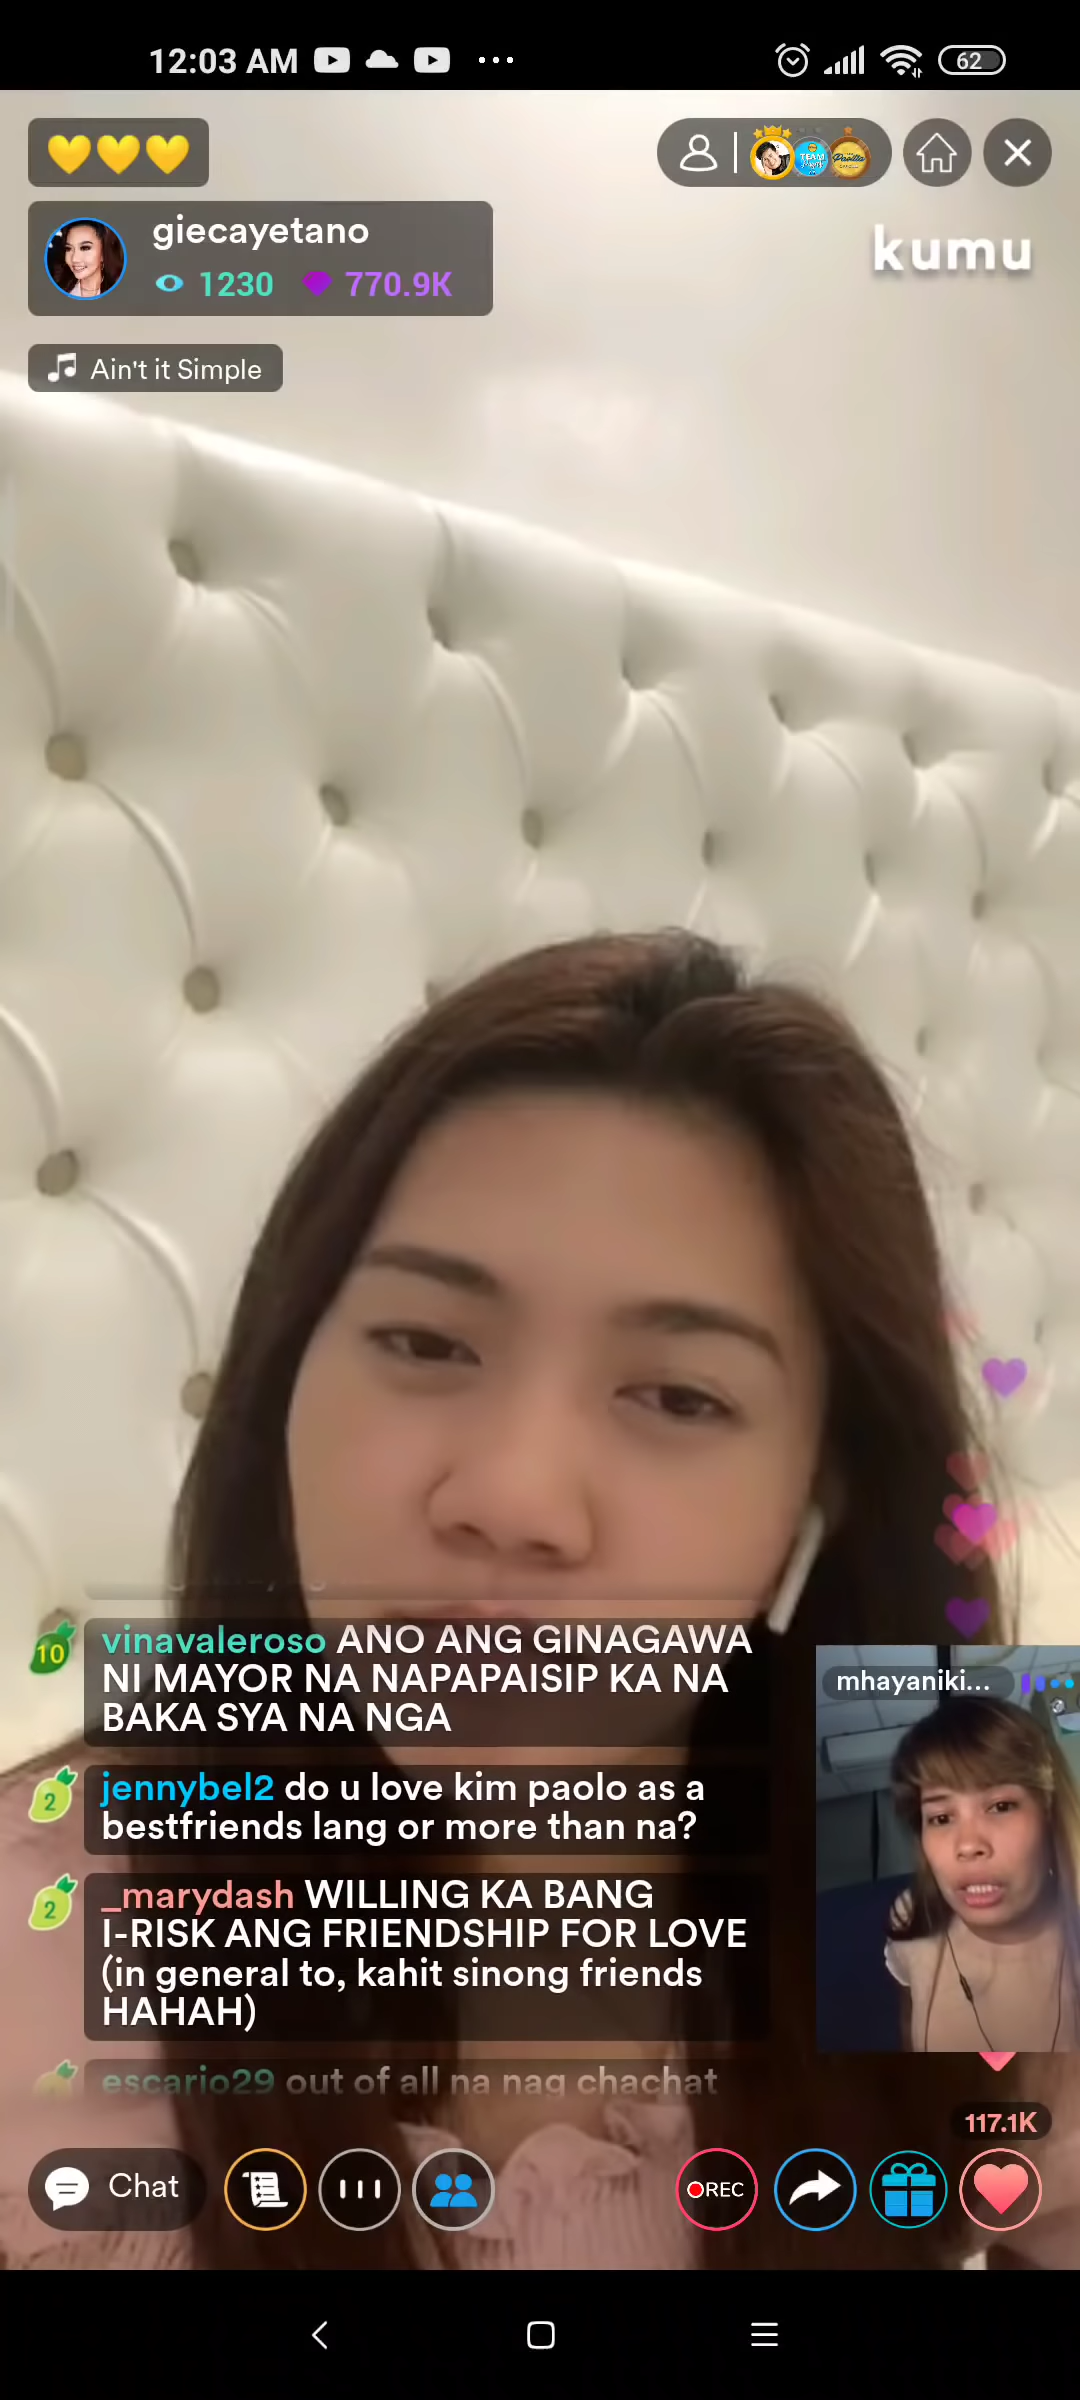 12:03 AM
62
giecayetano
1230 770.9K
kumu
Ain't it Simple
vinavaleroso ANO ANG GINAGAWA
NI MAYOR NA NAPAPAISIP KA NA
BAKA SYA NA NGA
mhayaniki...
jennybel2 do u love kim paolo as a
bestfriends lang or more than na?
_marydash WILLING KA BANG
I-RISK ANG FRIENDSHIP FOR LOVE
(in general to, kahit sinong friends
HAHAH)
escario29 out of all na nag chachat
10
2
2
117.1K
Chat
REC